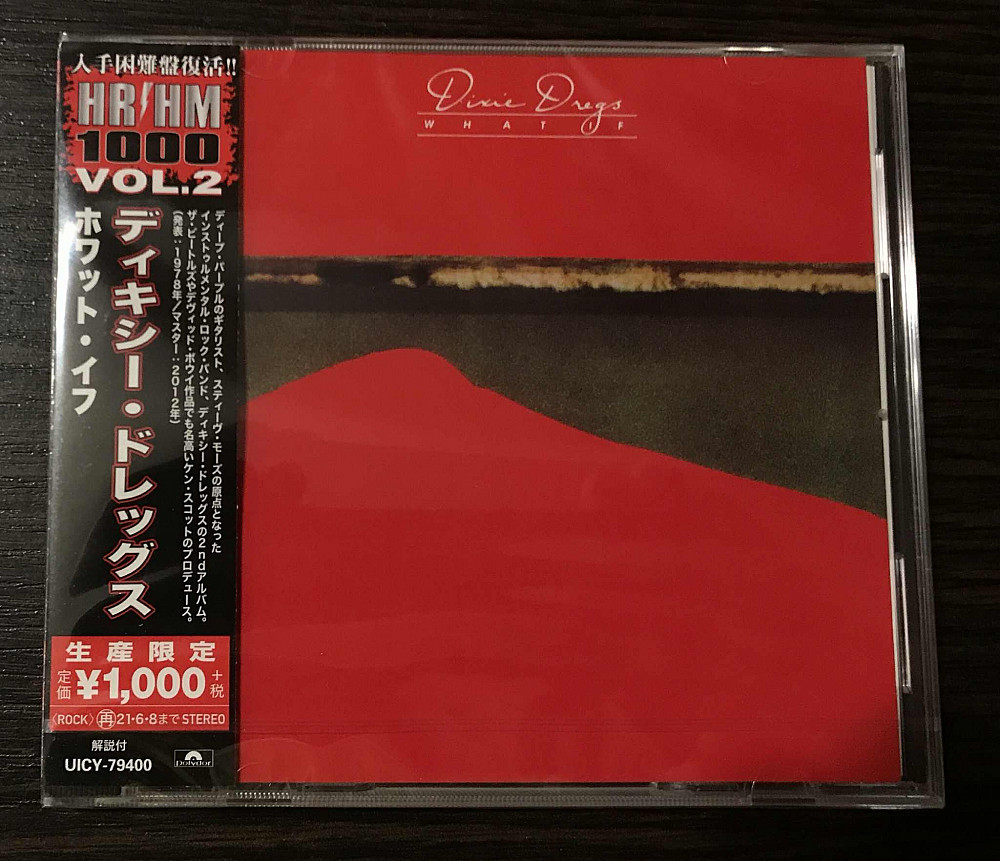 入手困難盤復活!!
HR/HM
1000
VOL.2
ディキシー・ドレッグス
ホワット・イフ
ディープ・パープルのギタリスト、スティーヴ・モーズの原点となった
インストゥルメンタル・ロック・バンド、ディキシー・ドレッグスの2ndアルバム。
ザ・ビートルズやデヴィッド・ボウイ作品でも名高いケン・スコットのプロデュース。
(発表:1978年/マスター:2012年)
生産限定
定価 ¥1,000 +税
〈ROCK〉 再 21・6・8まで STEREO
解説付
UICY-79400
polydor
Dixie Dregs
WHAT IF